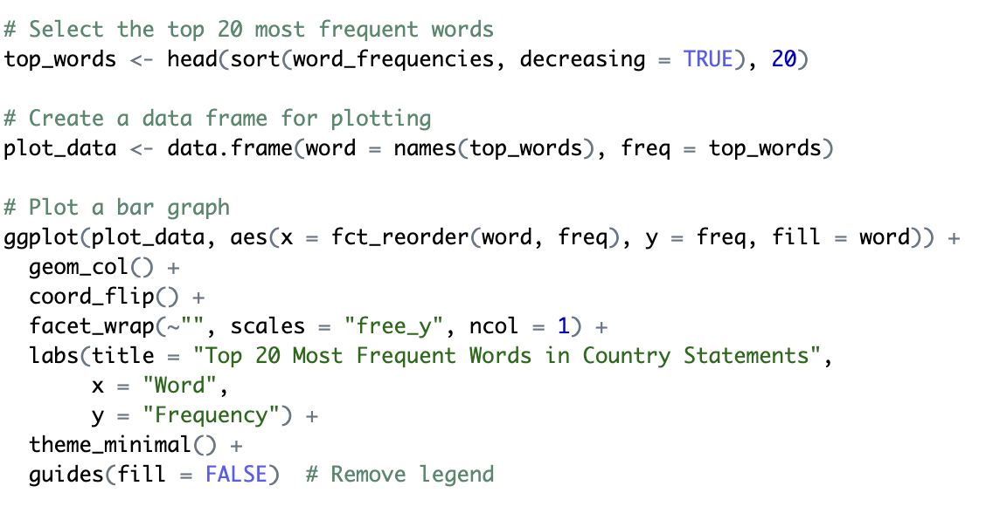 # Select the top 20 most frequent words
top_words <- head(sort(word_frequencies, decreasing = TRUE), 20)
# Create a data frame for plotting
plot_data <- data.frame(word = names(top_words), freq = top_words)
# Plot a bar graph
ggplot(plot_data, aes(x = fct_reorder(word, freq), y = freq, fill = word)) +
  geom_col() +
  coord_flip() +
  facet_wrap(~"", scales = "free_y", ncol = 1) +
  labs(title = "Top 20 Most Frequent Words in Country Statements",
       x = "Word",
       y = "Frequency") +
  theme_minimal() +
  guides(fill = FALSE)  # Remove legend